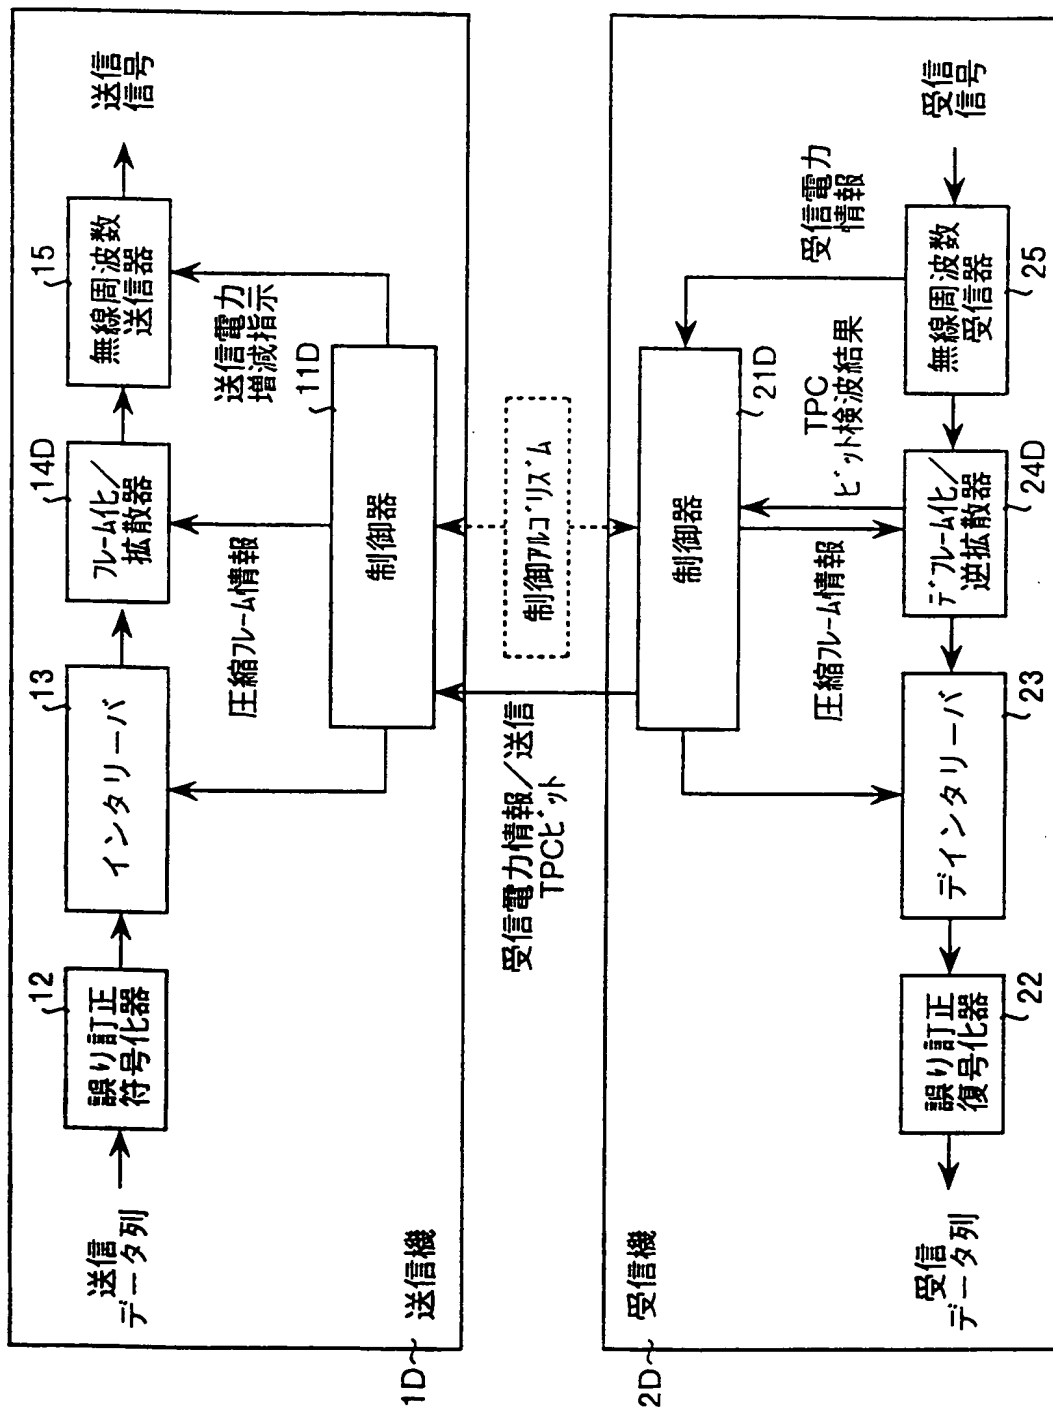 1D
送信機
送信
データ列
12
誤り訂正
符号化器
13
インタリーバ
14D
フレーム化／
拡散器
15
無線周波数
送信器
送信
信号
圧縮フレーム情報
送信電力
増減指示
11D
制御器
受信電力情報／送信
TPCビット
制御アルゴリズム
2D
受信機
制御器
21D
圧縮フレーム情報
TPC
ビット検波結果
受信電力
情報
受信
信号
受信
データ列
誤り訂正
復号化器
22
デインタリーバ
23
デフレーム化／
逆拡散器
24D
無線周波数
受信器
25